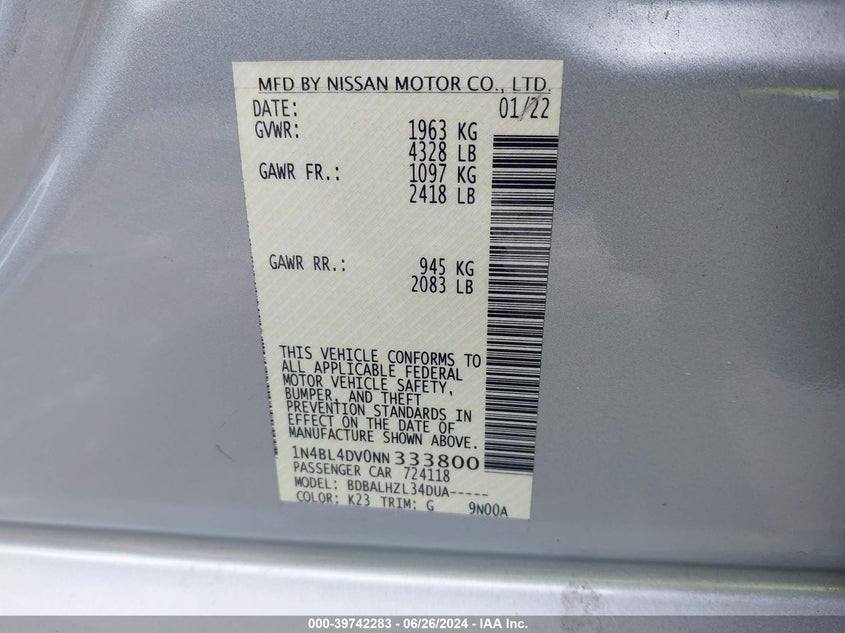 MFD BY NISSAN MOTOR CO., LTD.
DATE: 01/22
GVWR: 1963 KG
4328 LB
GAWR FR.: 1097 KG
2418 LB
GAWR RR.: 945 KG
2083 LB
THIS VEHICLE CONFORMS TO
ALL APPLICABLE FEDERAL
MOTOR VEHICLE SAFETY,
BUMPER, AND THEFT
PREVENTION STANDARDS IN
EFFECT ON THE DATE OF
MANUFACTURE SHOWN ABOVE.
1N4BL4DV0NN333800
PASSENGER CAR 724118
MODEL: BDBALHZL34DUA-----
COLOR: K23 TRIM: G 9N00A
000-39742283 - 06/26/2024 - IAA Inc.